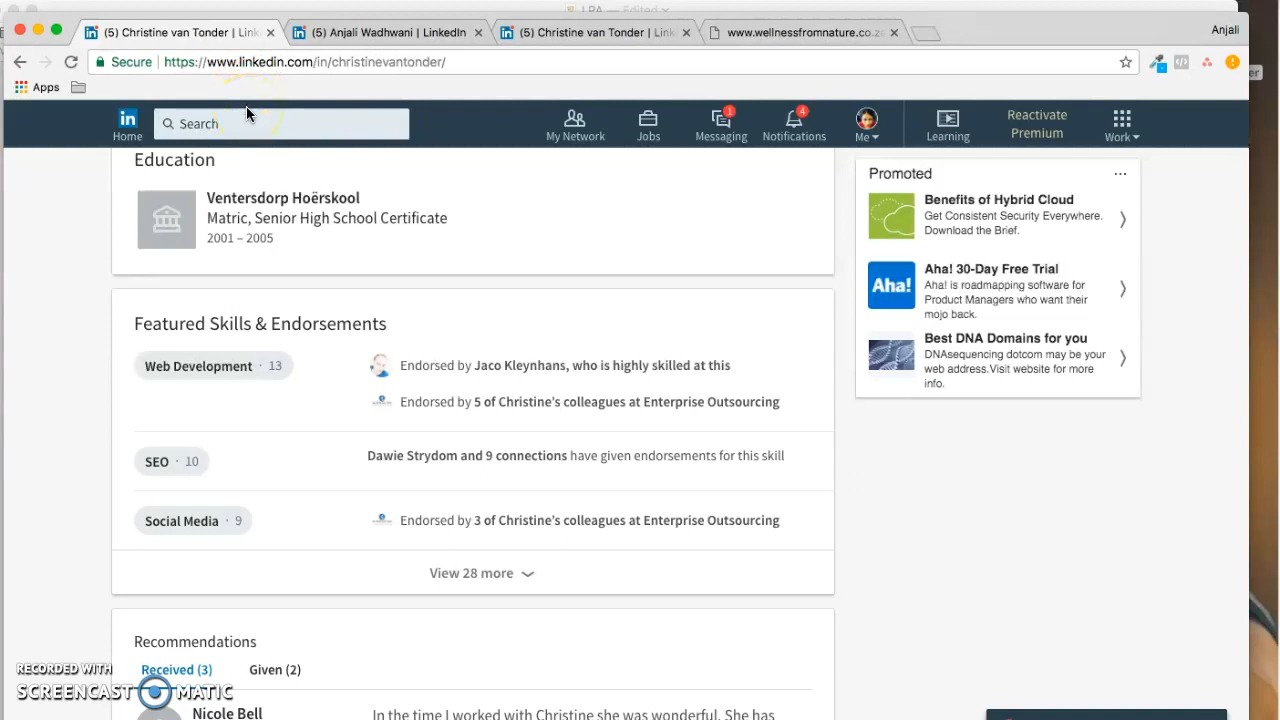 LPA — Edited
(5) Christine van Tonder | Link
(5) Anjali Wadhwani | LinkedIn
(5) Christine van Tonder | Link
www.wellnessfromnature.co.z
Anjali
Secure
https://www.linkedin.com/in/christinevantonder/
Apps
in
Home
Search
My Network
Jobs
1
Messaging
4
Notifications
Me
Learning
Reactivate
Premium
Work
Education
Ventersdorp Hoërskool
Matric, Senior High School Certificate
2001 – 2005
Featured Skills & Endorsements
Web Development · 13
Endorsed by Jaco Kleynhans, who is highly skilled at this
Endorsed by 5 of Christine's colleagues at Enterprise Outsourcing
SEO · 10
Dawie Strydom and 9 connections have given endorsements for this skill
Social Media · 9
Endorsed by 3 of Christine's colleagues at Enterprise Outsourcing
View 28 more
Recommendations
Received (3)
Given (2)
Nicole Bell
In the time I worked with Christine she was wonderful. She has
Promoted
...
Benefits of Hybrid Cloud
Get Consistent Security Everywhere.
Download the Brief.
Aha!
Aha! 30-Day Free Trial
Aha! is roadmapping software for
Product Managers who want their
mojo back.
Best DNA Domains for you
DNAsequencing dotcom may be your
web address.Visit website for more
info.
RECORDED WITH
SCREENCAST MATIC